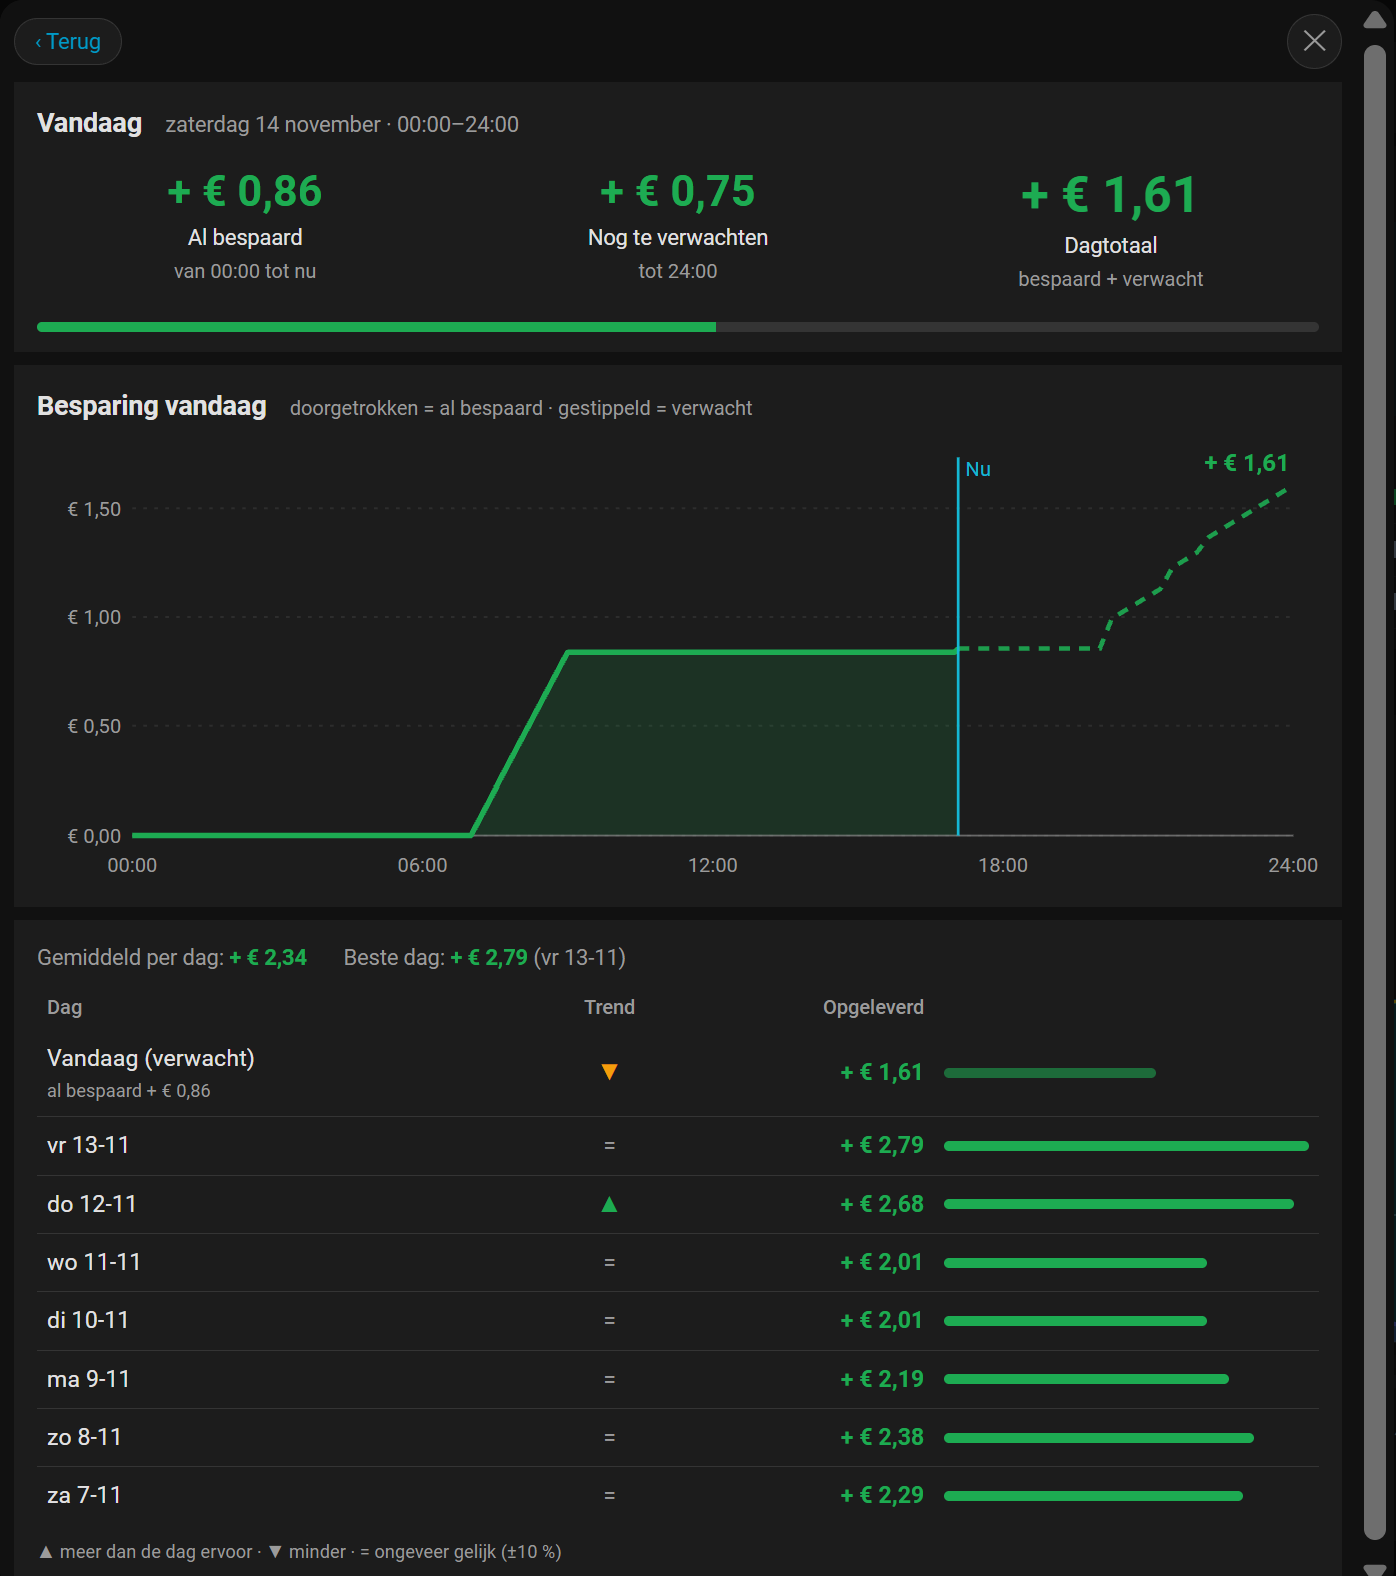 ‹ Terug
Vandaag zaterdag 14 november · 00:00–24:00
+ € 0,86
Al bespaard
van 00:00 tot nu
+ € 0,75
Nog te verwachten
tot 24:00
+ € 1,61
Dagtotaal
bespaard + verwacht
Besparing vandaag doorgetrokken = al bespaard · gestippeld = verwacht
Nu
+ € 1,61
€ 1,50
€ 1,00
€ 0,50
€ 0,00
00:00 06:00 12:00 18:00 24:00
Gemiddeld per dag: + € 2,34 Beste dag: + € 2,79 (vr 13-11)
Dag Trend Opgeleverd
Vandaag (verwacht) ▼ + € 1,61
al bespaard + € 0,86
vr 13-11 = + € 2,79
do 12-11 ▲ + € 2,68
wo 11-11 = + € 2,01
di 10-11 = + € 2,01
ma 9-11 = + € 2,19
zo 8-11 = + € 2,38
za 7-11 = + € 2,29
▲ meer dan de dag ervoor · ▼ minder · = ongeveer gelijk (±10 %)